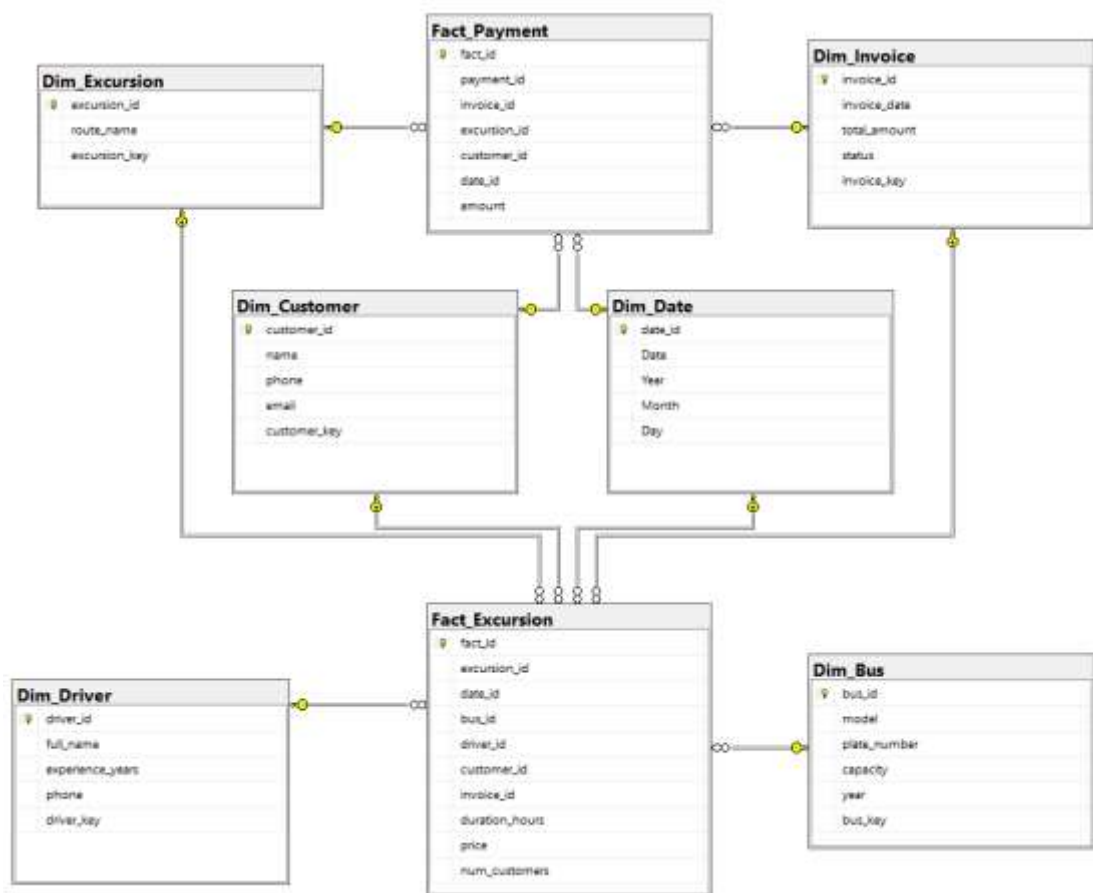 Fact_Payment
fact_id
payment_id
invoice_id
excursion_id
customer_id
date_id
amount
Dim_Excursion
excursion_id
route_name
excursion_key
Dim_Invoice
invoice_id
invoice_date
total_amount
status
invoice_key
Dim_Customer
customer_id
name
phone
email
customer_key
Dim_Date
date_id
Date
Year
Month
Day
Fact_Excursion
fact_id
excursion_id
date_id
bus_id
driver_id
customer_id
invoice_id
duration_hours
price
num_customers
Dim_Driver
driver_id
full_name
experience_years
phone
driver_key
Dim_Bus
bus_id
model
plate_number
capacity
year
bus_key